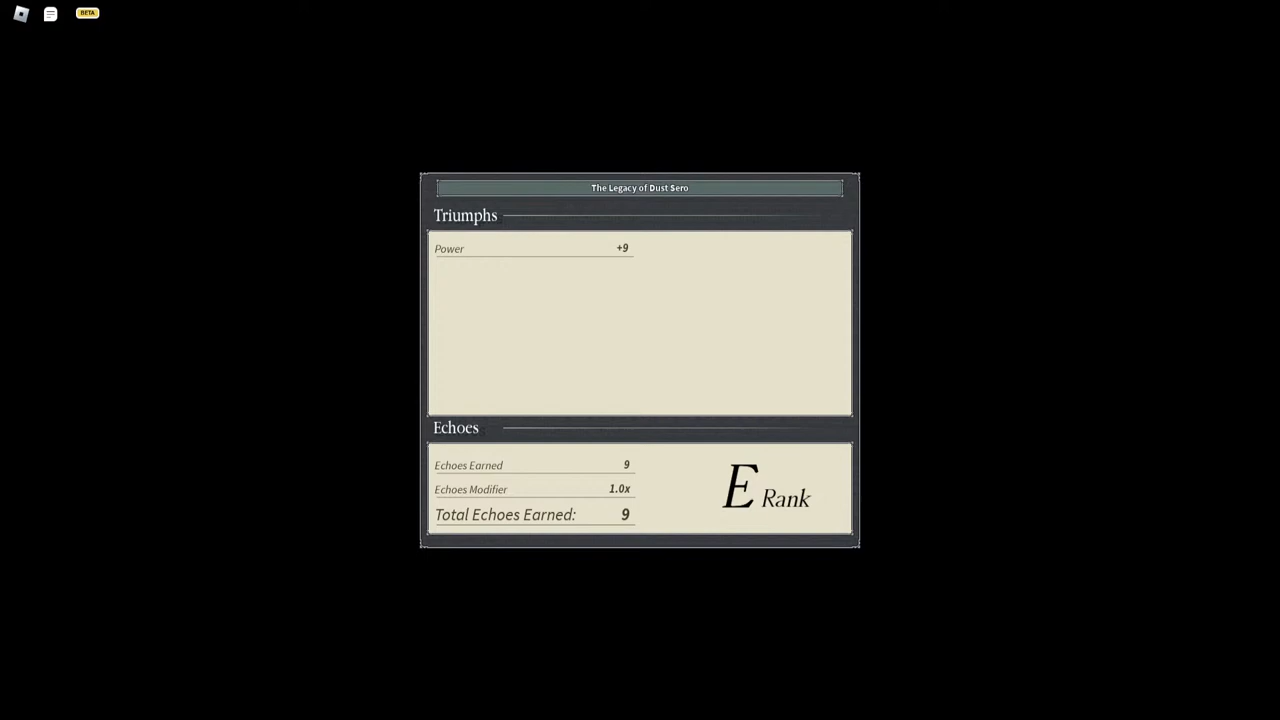 BETA
The Legacy of Dust Sero
Triumphs
Power +9
Echoes
Echoes Earned 9
Echoes Modifier 1.0x
Total Echoes Earned: 9
E Rank